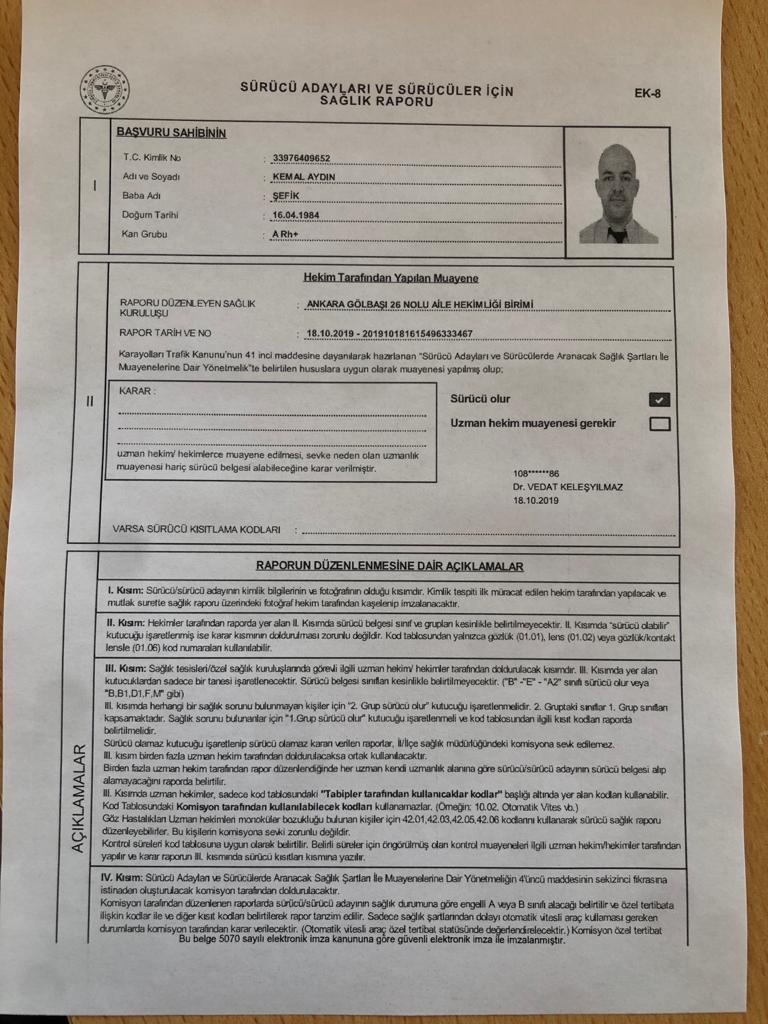 SÜRÜCÜ ADAYLARI VE SÜRÜCÜLER İÇİN
SAĞLIK RAPORU
EK-8
BAŞVURU SAHİBİNİN
I
T.C. Kimlik No : 33976409652
Adı ve Soyadı : KEMAL AYDIN
Baba Adı : ŞEFİK
Doğum Tarihi : 16.04.1984
Kan Grubu : A Rh+
II
Hekim Tarafından Yapılan Muayene
RAPORU DÜZENLEYEN SAĞLIK
KURULUŞU : ANKARA GÖLBAŞI 26 NOLU AİLE HEKİMLİĞİ BİRİMİ
RAPOR TARİH VE NO : 18.10.2019 - 201910181615496333467
Karayolları Trafik Kanunu'nun 41 inci maddesine dayanılarak hazırlanan "Sürücü Adayları ve Sürücülerde Aranacak Sağlık Şartları İle
Muayenelerine Dair Yönetmelik"te belirtilen hususlara uygun olarak muayenesi yapılmış olup;
KARAR :
uzman hekim/ hekimlerce muayene edilmesi, sevke neden olan uzmanlık
muayenesi hariç sürücü belgesi alabileceğine karar verilmiştir.
Sürücü olur
Uzman hekim muayenesi gerekir
108******86
Dr. VEDAT KELEŞYILMAZ
18.10.2019
VARSA SÜRÜCÜ KISITLAMA KODLARI :
AÇIKLAMALAR
RAPORUN DÜZENLENMESİNE DAİR AÇIKLAMALAR
I. Kısım: Sürücü/sürücü adayının kimlik bilgilerinin ve fotoğrafının olduğu kısımdır. Kimlik tespiti ilk müracat edilen hekim tarafından yapılacak ve
mutlak surette sağlık raporu üzerindeki fotoğraf hekim tarafından kaşelenip imzalanacaktır.
II. Kısım: Hekimler tarafından raporda yer alan II. Kısımda sürücü belgesi sınıf ve grupları kesinlikle belirtilmeyecektir. II. Kısımda "sürücü olabilir"
kutucuğu işaretlenmiş ise karar kısmının doldurulması zorunlu değildir. Kod tablosundan yalnızca gözlük (01.01), lens (01.02) veya gözlük/kontakt
lensle (01.06) kod numaraları kullanılabilir.
III. Kısım: Sağlık tesisleri/özel sağlık kuruluşlarında görevli ilgili uzman hekim/ hekimler tarafından doldurulacak kısımdır. III. Kısımda yer alan
kutucuklardan sadece bir tanesi işaretlenecektir. Sürücü belgesi sınıfları kesinlikle belirtilmeyecektir. ("B" -"E" - "A2" sınıfı sürücü olur veya
"B,B1,D1,F,M" gibi)
III. kısımda herhangi bir sağlık sorunu bulunmayan kişiler için "2. Grup sürücü olur" kutucuğu işaretlenmelidir. 2. Gruptaki sınıflar 1. Grup sınıfları
kapsamaktadır. Sağlık sorunu bulunanlar için "1.Grup sürücü olur" kutucuğu işaretlenmeli ve kod tablosundan ilgili kısıt kodları raporda
belirtilmelidir.
Sürücü olamaz kutucuğu işaretlenip sürücü olamaz kararı verilen raporlar, İl/İlçe sağlık müdürlüğündeki komisyona sevk edilemez.
III. kısım birden fazla uzman hekim tarafından doldurulacaksa ortak kullanılacaktır.
Birden fazla uzman hekim tarafından rapor düzenlendiğinde her uzman kendi uzmanlık alanına göre sürücü/sürücü adayının sürücü belgesi alıp
alamayacağını raporda belirtilir.
III. Kısımda uzman hekimler, sadece kod tablosundaki "Tabipler tarafından kullanıcaklar kodlar" başlığı altında yer alan kodları kullanabilir.
Kod Tablosundaki Komisyon tarafından kullanılabilecek kodları kullanamazlar. (Örneğin: 10.02. Otomatik Vites vb.)
Göz Hastalıkları Uzman Hekimleri monoküler bozukluğu bulunan kişiler için 42.01,42.03,42.05,42.06 kodlarını kullanarak sürücü sağlık raporu
düzenleyebilirler. Bu kişilerin komisyona sevki zorunlu değildir.
Kontrol süreleri kod tablosuna uygun olarak belirtilir. Belirli süreler için öngörülmüş olan kontrol muayeneleri ilgili uzman hekim/hekimler tarafından
yapılır ve karar raporun III. kısmında sürücü kısıtları kısmına yazılır.
IV. Kısım: Sürücü Adayları ve Sürücülerde Aranacak Sağlık Şartları İle Muayenelerine Dair Yönetmeliğin 4'üncü maddesinin sekizinci fıkrasına
istinaden oluşturulacak komisyon tarafından doldurulacaktır.
Komisyon tarafından düzenlenen raporlarda sürücü/sürücü adayının sağlık durumuna göre engelli A veya B sınıfı alacağı belirtilir ve özel tertibata
ilişkin kodlar ile ve diğer kısıt kodları belirtilerek rapor tanzim edilir. Sadece sağlık şartlarından dolayı otomatik vitesli araç kullaması gereken
durumlarda komisyon tarafından karar verilecektir. (Otomatik vitesli araç özel tertibat statüsünde değerlendirelecektir.) Komisyon özel tertibat
Bu belge 5070 sayılı elektronik imza kanununa göre güvenli elektronik imza ile imzalanmıştır.